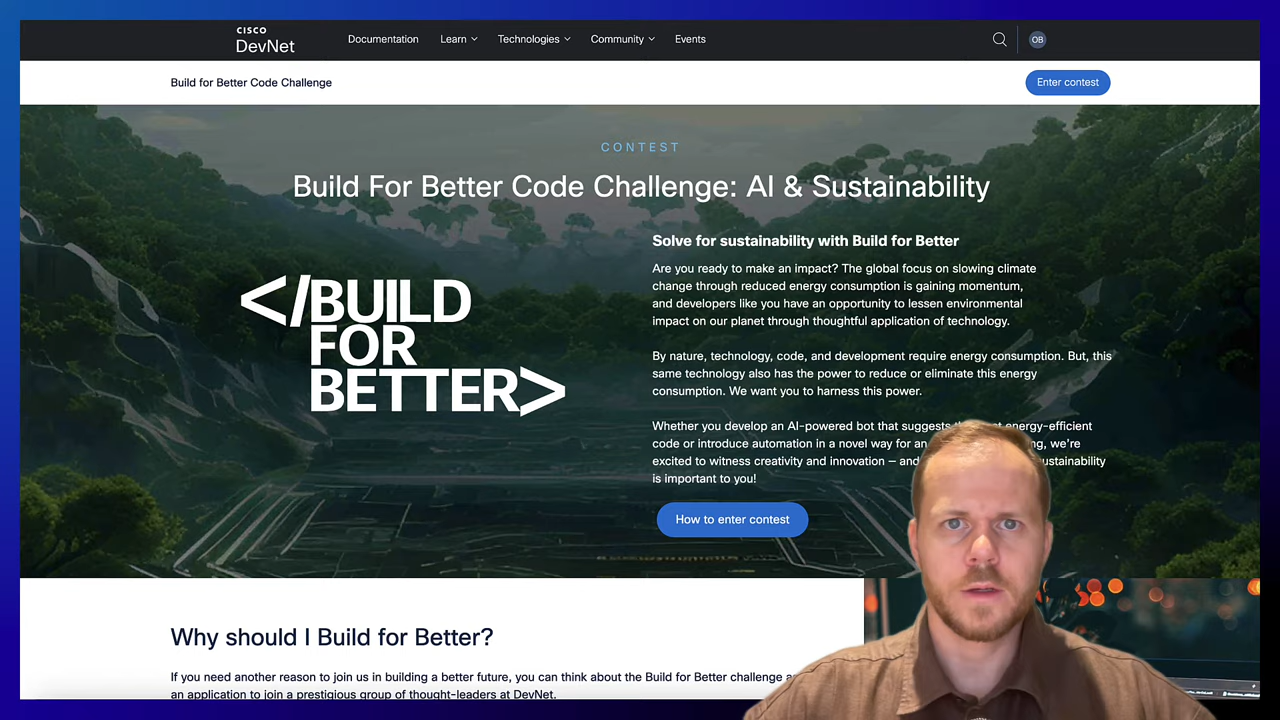 CISCO
DevNet
Documentation
Learn
Technologies
Community
Events
OB
Build for Better Code Challenge
Enter contest
CONTEST
Build For Better Code Challenge: AI & Sustainability
</BUILD
FOR
BETTER>
Solve for sustainability with Build for Better
Are you ready to make an impact? The global focus on slowing climate
change through reduced energy consumption is gaining momentum,
and developers like you have an opportunity to lessen environmental
impact on our planet through thoughtful application of technology.
By nature, technology, code, and development require energy consumption. But, this
same technology also has the power to reduce or eliminate this energy
consumption. We want you to harness this power.
Whether you develop an AI-powered bot that suggests energy-efficient
code or introduce automation in a novel way for an we're
excited to witness creativity and innovation — and
is important to you!
How to enter contest
Why should I Build for Better?
If you need another reason to join us in building a better future, you can think about the Build for Better challenge
an application to join a prestigious group of thought-leaders at DevNet.